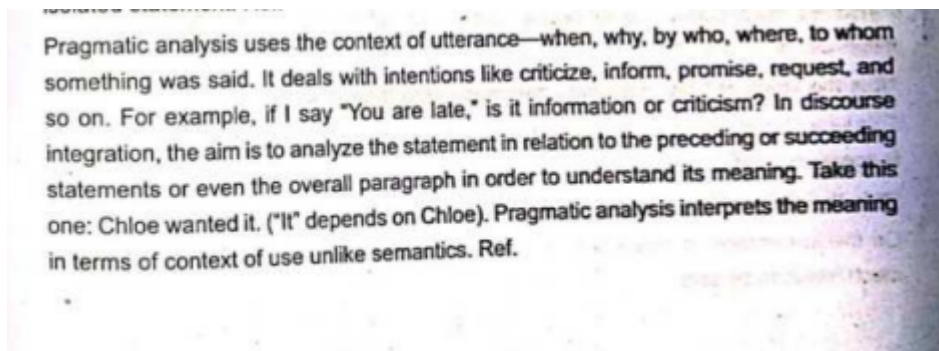 Pragmatic analysis uses the context of utterance—when, why, by who, where, to whom
something was said. It deals with intentions like criticize, inform, promise, request, and
so on. For example, if I say "You are late," is it information or criticism? In discourse
integration, the aim is to analyze the statement in relation to the preceding or succeeding
statements or even the overall paragraph in order to understand its meaning. Take this
one: Chloe wanted it. ("It" depends on Chloe). Pragmatic analysis interprets the meaning
in terms of context of use unlike semantics. Ref.